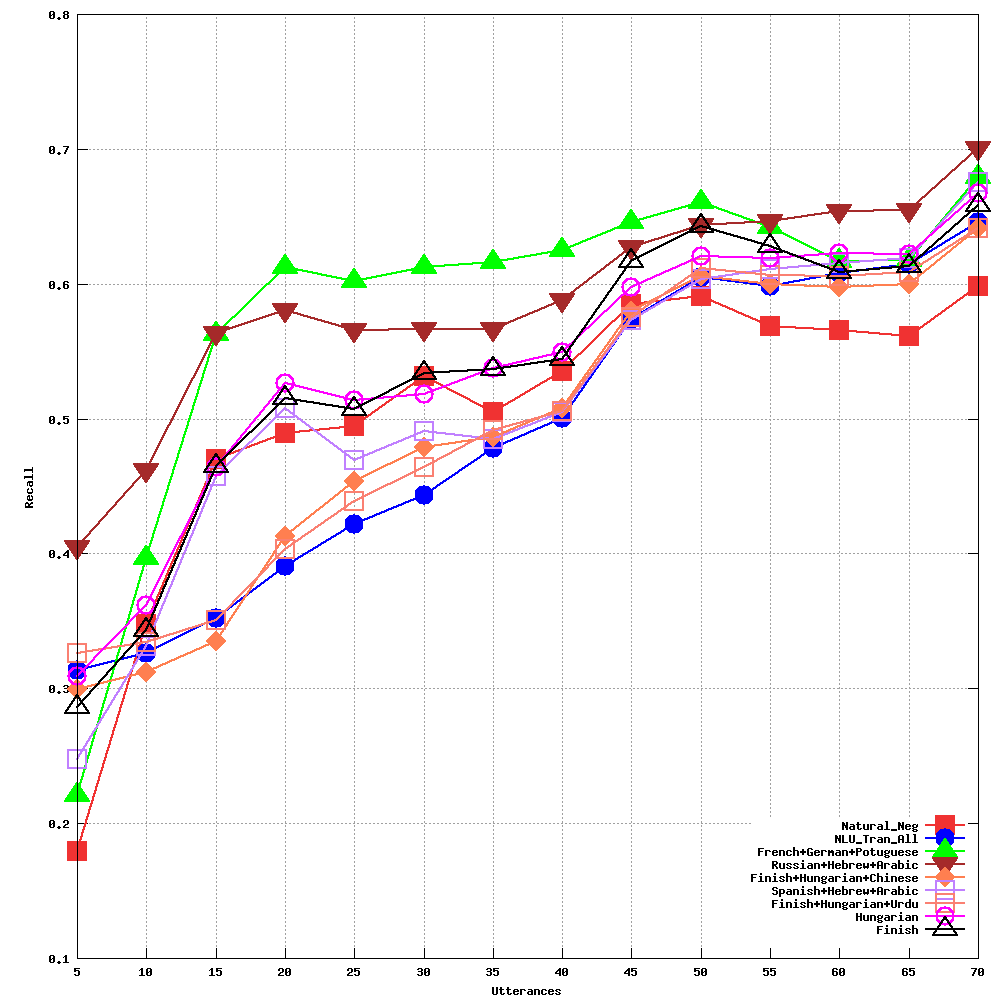 0.8
0.7
0.6
0.5
0.4
0.3
0.2
0.1
Recall
5 10 15 20 25 30 35 40 45 50 55 60 65 70
Utterances
Natural_Neg
NLU_Tran_All
French+German+Potuguese
Russian+Hebrew+Arabic
Finish+Hungarian+Chinese
Spanish+Hebrew+Arabic
Finish+Hungarian+Urdu
Hungarian
Finish